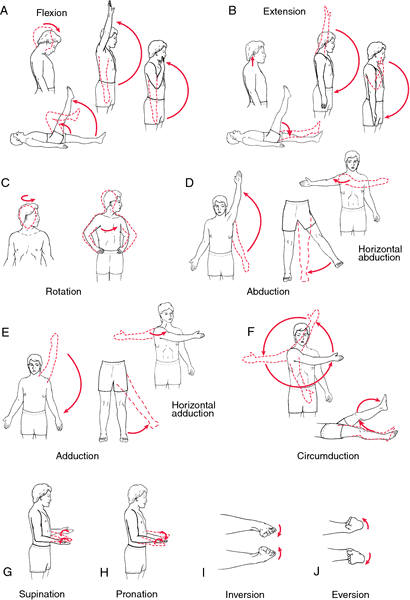 A
Flexion
B
Extension
C
Rotation
D
Abduction
Horizontal
abduction
E
Adduction
Horizontal
adduction
F
Circumduction
G
Supination
H
Pronation
I
Inversion
J
Eversion